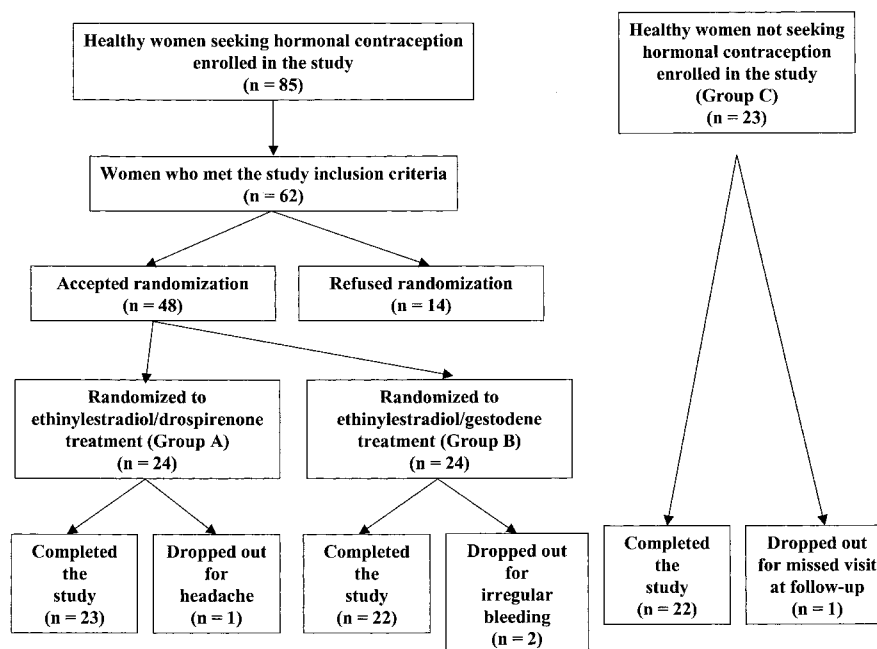 Healthy women seeking hormonal contraception
enrolled in the study
(n = 85)
Healthy women not seeking
hormonal contraception
enrolled in the study
(Group C)
(n = 23)
Women who met the study inclusion criteria
(n = 62)
Accepted randomization
(n = 48)
Refused randomization
(n = 14)
Randomized to
ethinylestradiol/drospirenone
treatment (Group A)
(n = 24)
Randomized to
ethinylestradiol/gestodene
treatment (Group B)
(n = 24)
Completed
the
study
(n = 23)
Dropped out
for
headache
(n = 1)
Completed
the
study
(n = 22)
Dropped out
for
irregular
bleeding
(n = 2)
Completed
the
study
(n = 22)
Dropped out
for missed visit
at follow-up
(n = 1)